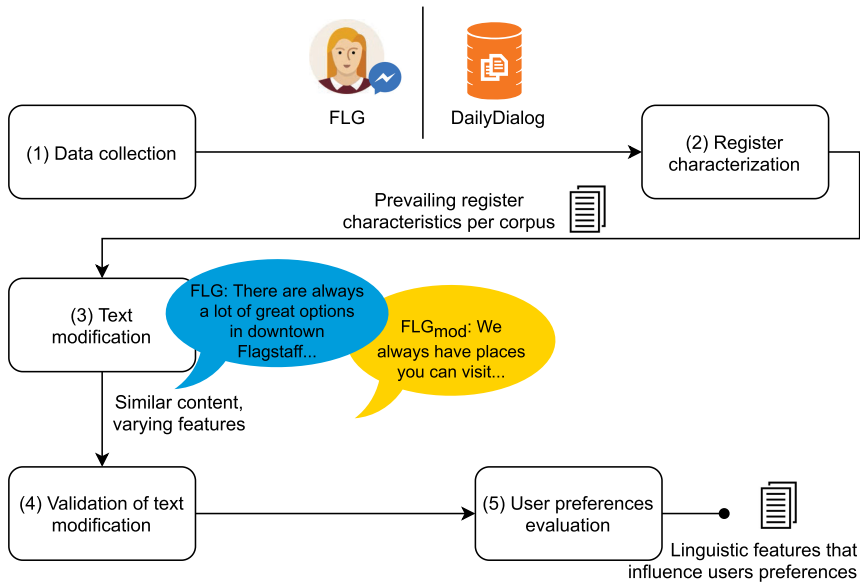 FLG
DailyDialog
(1) Data collection
(2) Register
characterization
Prevailing register
characteristics per corpus
(3) Text
modification
FLG: There are always
a lot of great options
in downtown
Flagstaff...
FLGmod: We
always have places
you can visit...
Similar content,
varying features
(4) Validation of text
modification
(5) User preferences
evaluation
Linguistic features that
influence users preferences